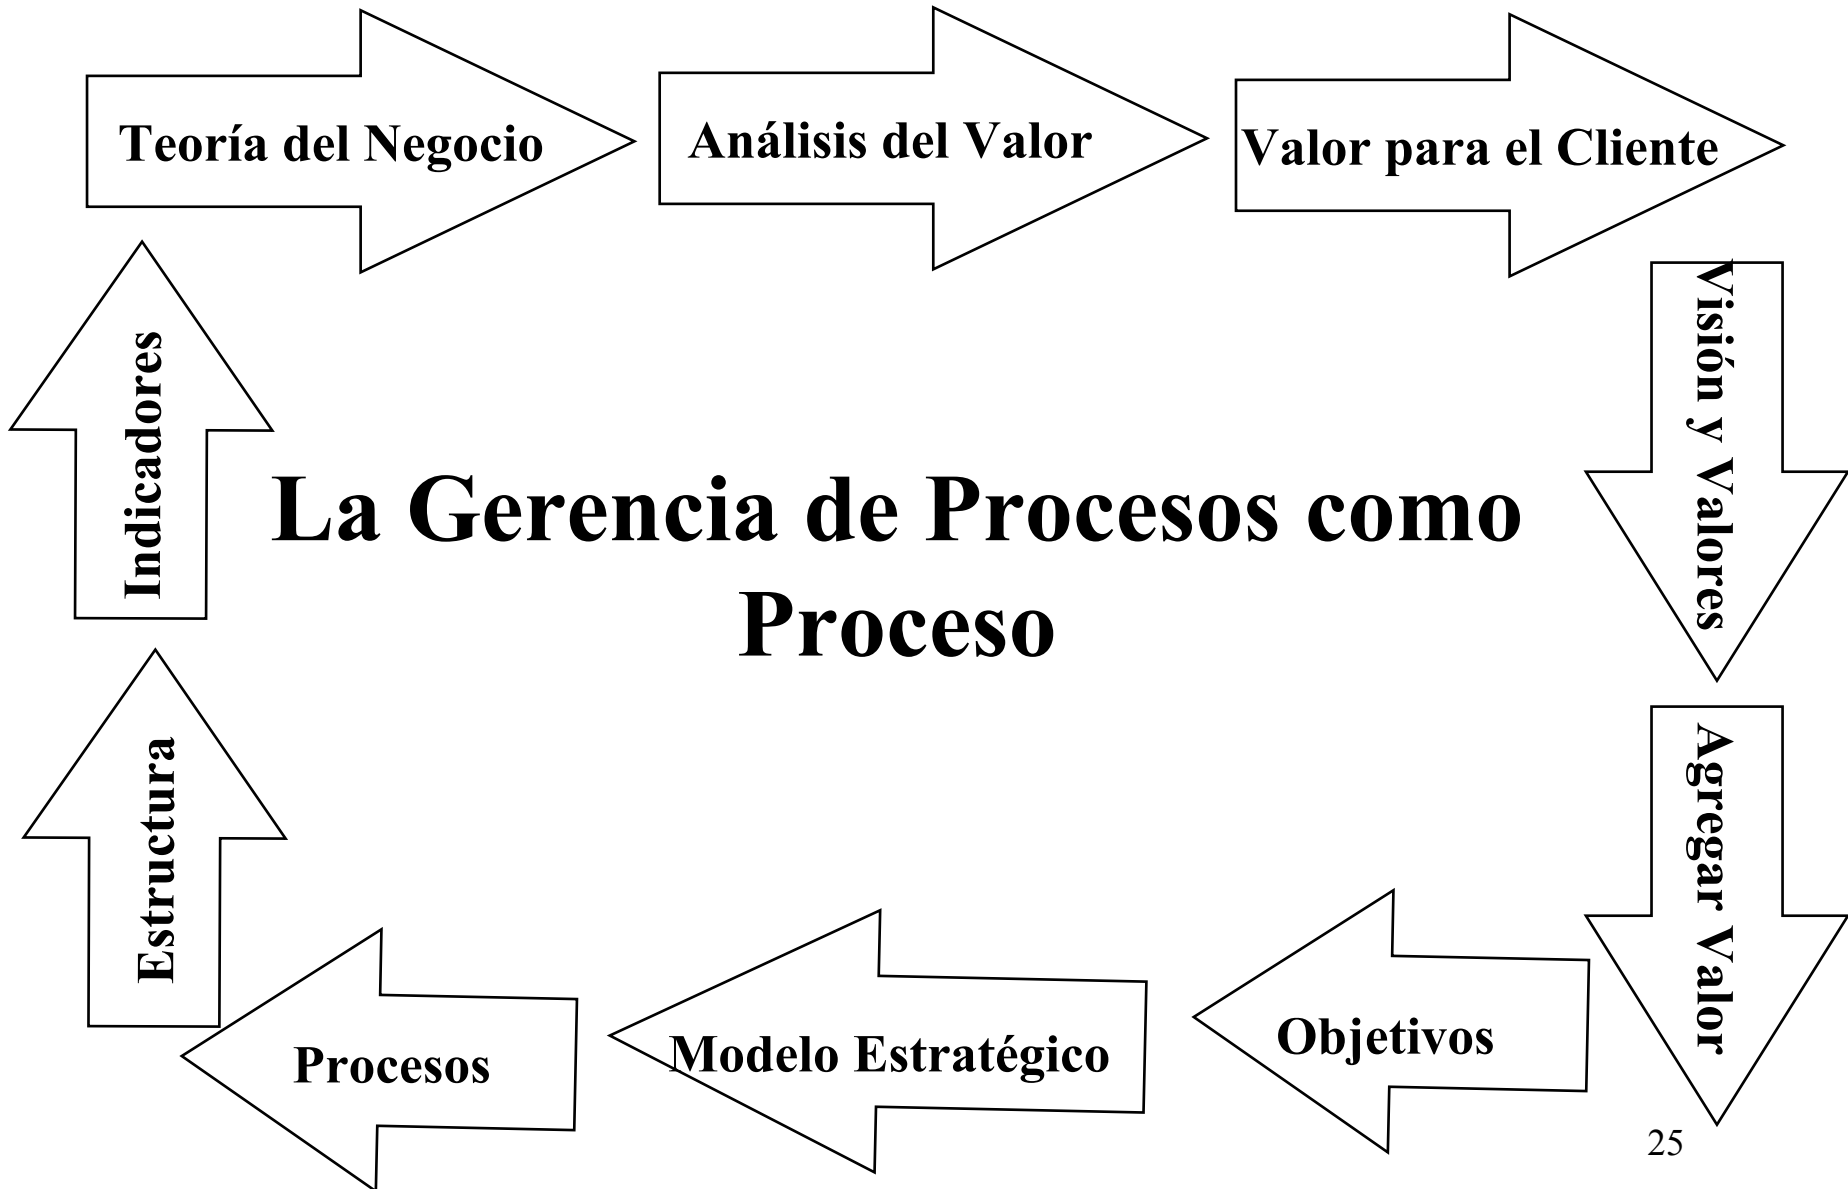 Teoría del Negocio
Análisis del Valor
Valor para el Cliente
Visión y Valores
Agregar Valor
Objetivos
Modelo Estratégico
Procesos
Estructura
Indicadores
La Gerencia de Procesos como
Proceso
25